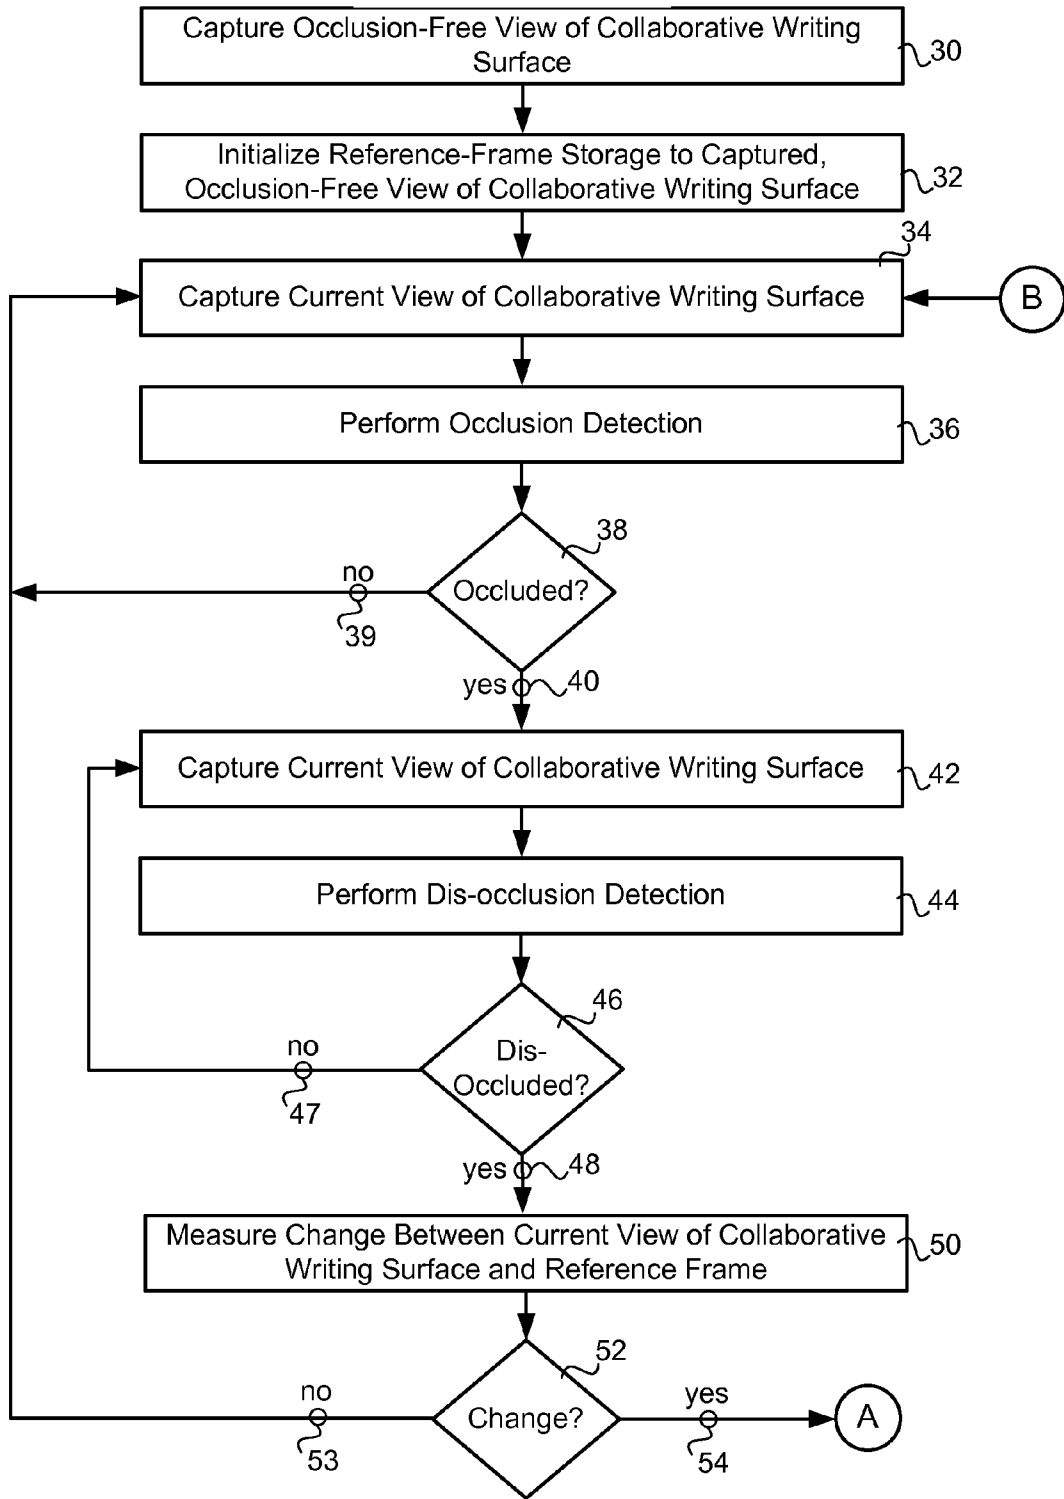 Capture Occlusion-Free View of Collaborative Writing
Surface
30
Initialize Reference-Frame Storage to Captured,
Occlusion-Free View of Collaborative Writing Surface
32
34
Capture Current View of Collaborative Writing Surface
B
Perform Occlusion Detection
36
38
Occluded?
no
39
yes
40
Capture Current View of Collaborative Writing Surface
42
Perform Dis-occlusion Detection
44
46
Dis-
Occluded?
no
47
yes
48
Measure Change Between Current View of Collaborative
Writing Surface and Reference Frame
50
52
Change?
no
53
yes
54
A